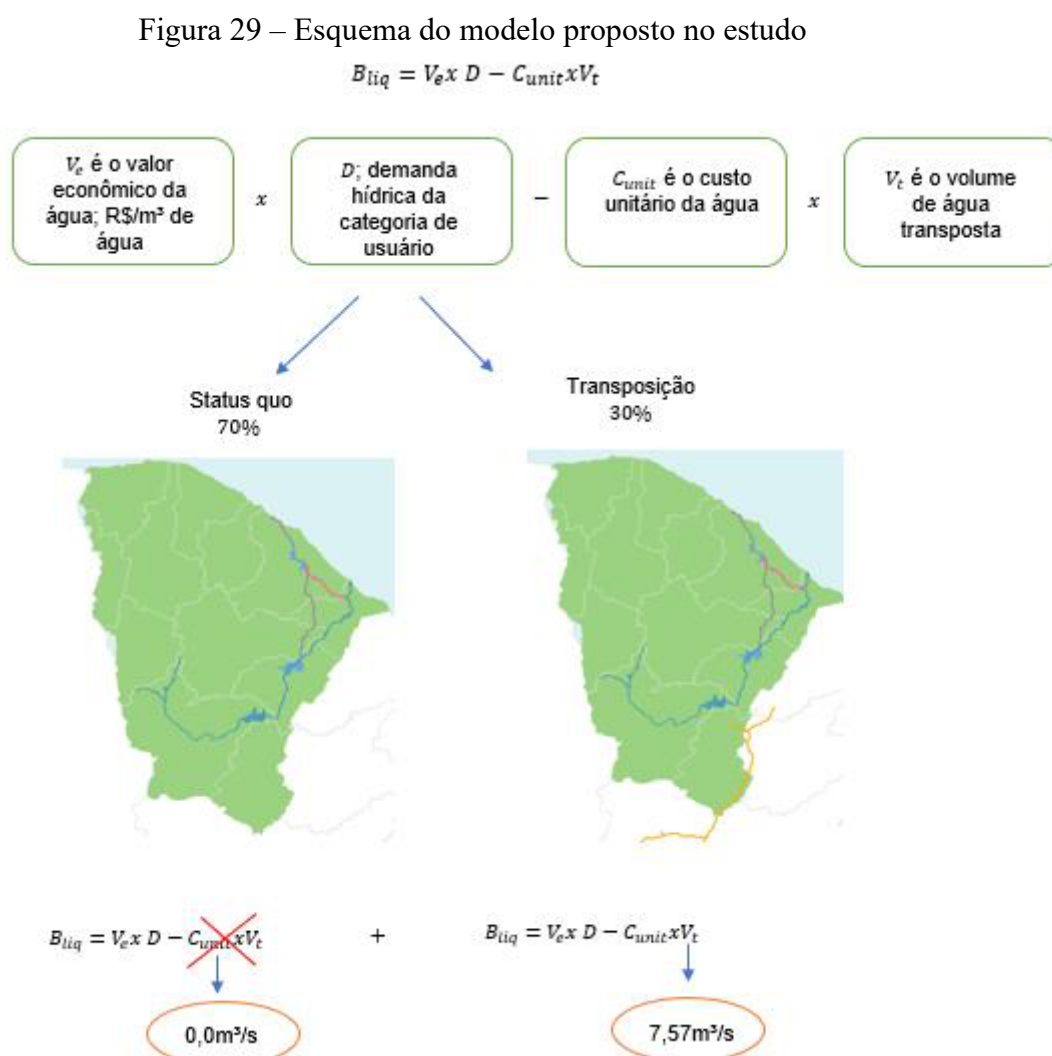 Figura 29 – Esquema do modelo proposto no estudo
B_liq = V_e x D − C_unit x V_t
V_e é o valor
econômico da
água; R$/m³ de
água
x
D; demanda
hídrica da
categoria de
usuário
−
C_unit é o custo
unitário da água
x
V_t é o volume
de água
transposta
Status quo
70%
Transposição
30%
B_liq = V_e x D − C_unit x V_t
+
B_liq = V_e x D − C_unit x V_t
0,0m³/s
7,57m³/s